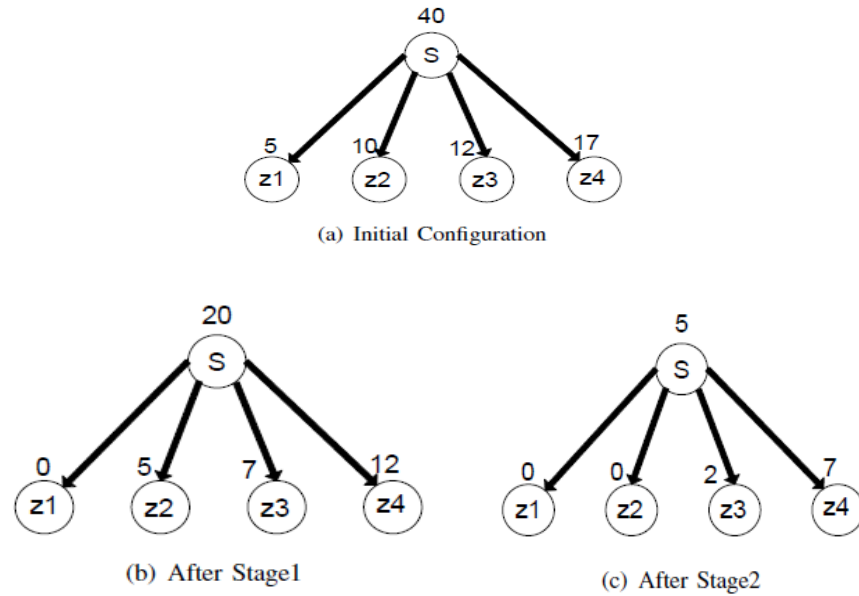 40
S
5 10 12 17
z1 z2 z3 z4
(a) Initial Configuration
20
S
0 5 7 12
z1 z2 z3 z4
(b) After Stage1
5
S
0 0 2 7
z1 z2 z3 z4
(c) After Stage2